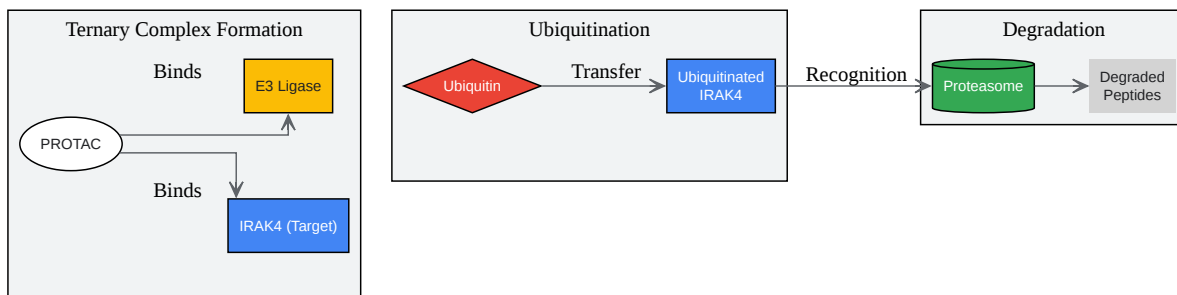 Ternary Complex Formation
Binds
E3 Ligase
PROTAC
Binds
IRAK4 (Target)
Ubiquitination
Ubiquitin
Transfer
Ubiquitinated
IRAK4
Recognition
Degradation
Proteasome
Degraded
Peptides